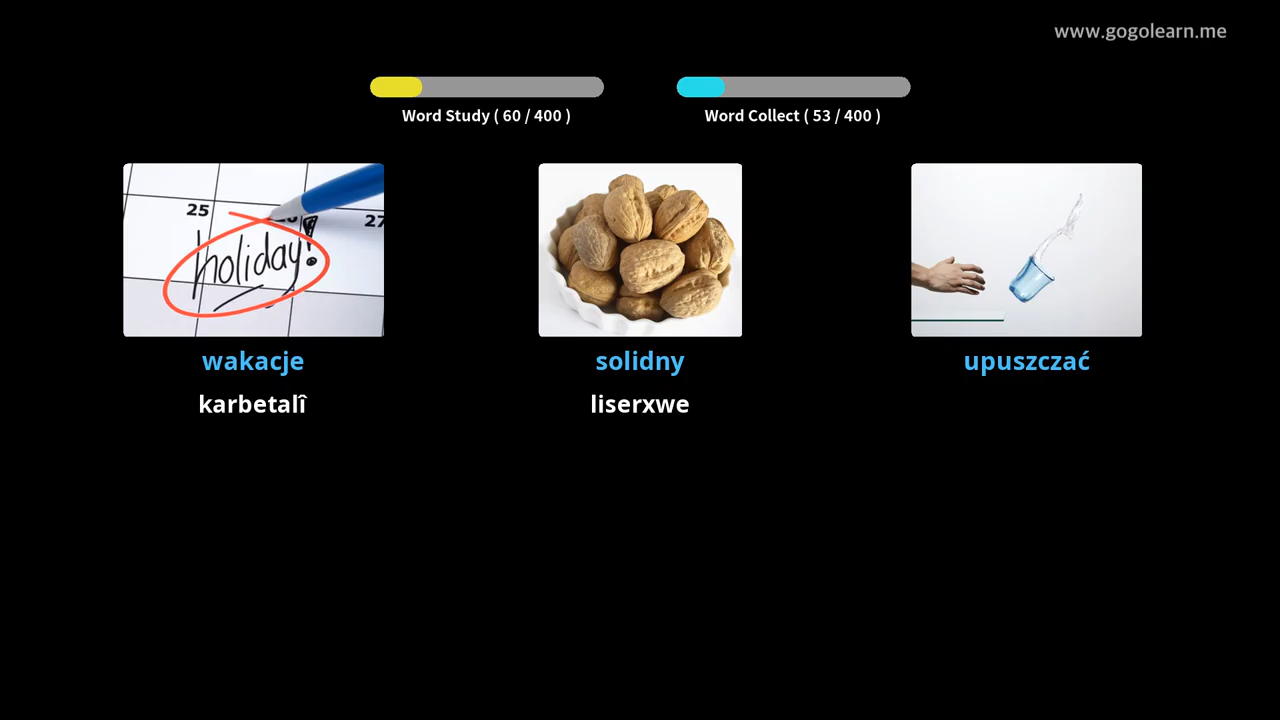 www.gogolearn.me
Word Study ( 60 / 400 )
Word Collect ( 53 / 400 )
25
27
holiday!
wakacje
solidny
upuszczać
karbetalî
liserxwe